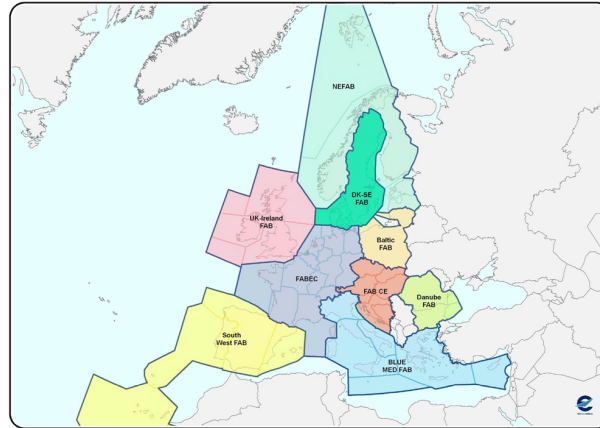 NEFAB
DK-SE
FAB
UK-Ireland
FAB
Baltic
FAB
FABEC
FAB CE
Danube
FAB
South
West FAB
BLUE
MED FAB